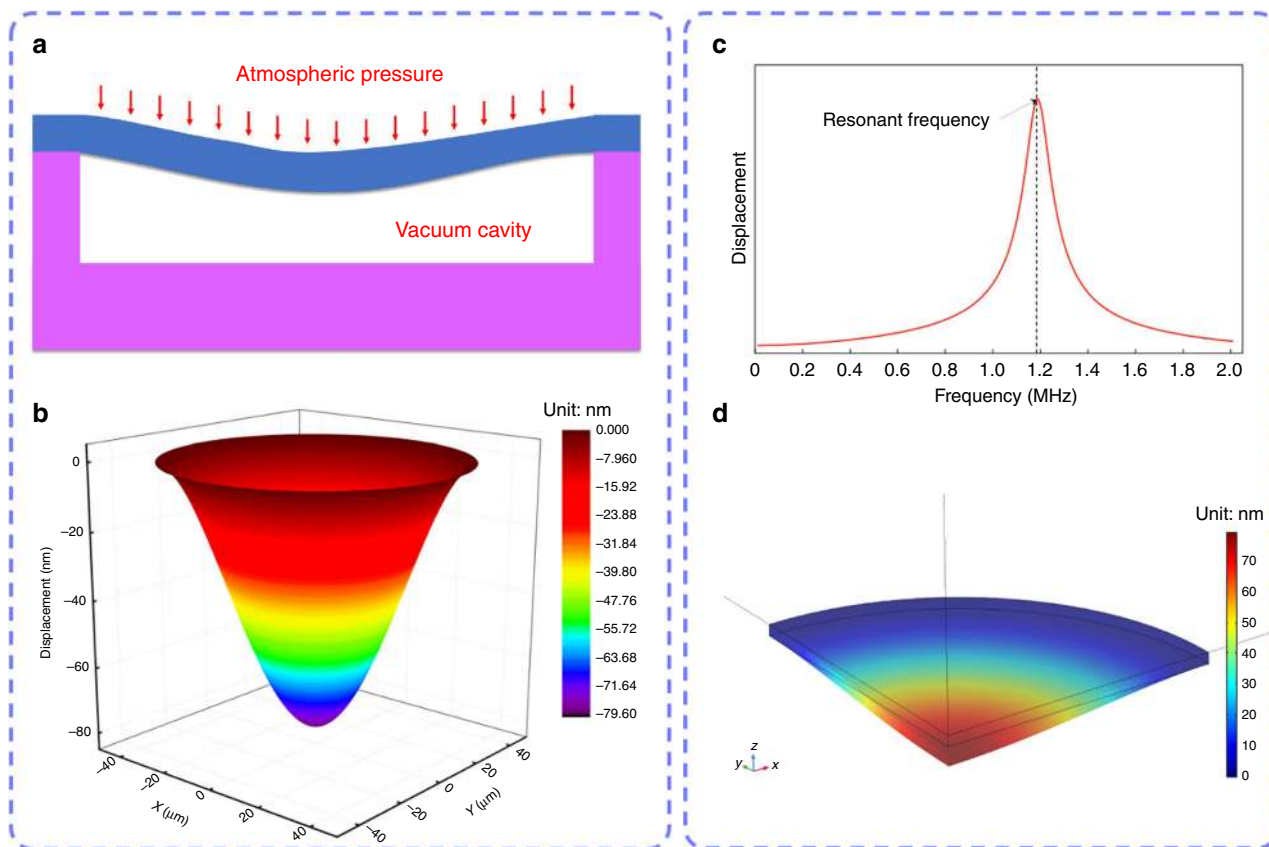 a
Atmospheric pressure
Vacuum cavity
b
Unit: nm
0.000
–7.960
–15.92
–23.88
–31.84
–39.80
–47.76
–55.72
–63.68
–71.64
–79.60
0
–20
–40
–60
–80
Displacement (nm)
–40
–20
0
20
40
X (μm)
–40
–20
0
20
40
Y (μm)
c
Resonant frequency
Displacement
0 0.2 0.4 0.6 0.8 1.0 1.2 1.4 1.6 1.8 2.0
Frequency (MHz)
d
Unit: nm
70
60
50
40
30
20
10
0
z
y x